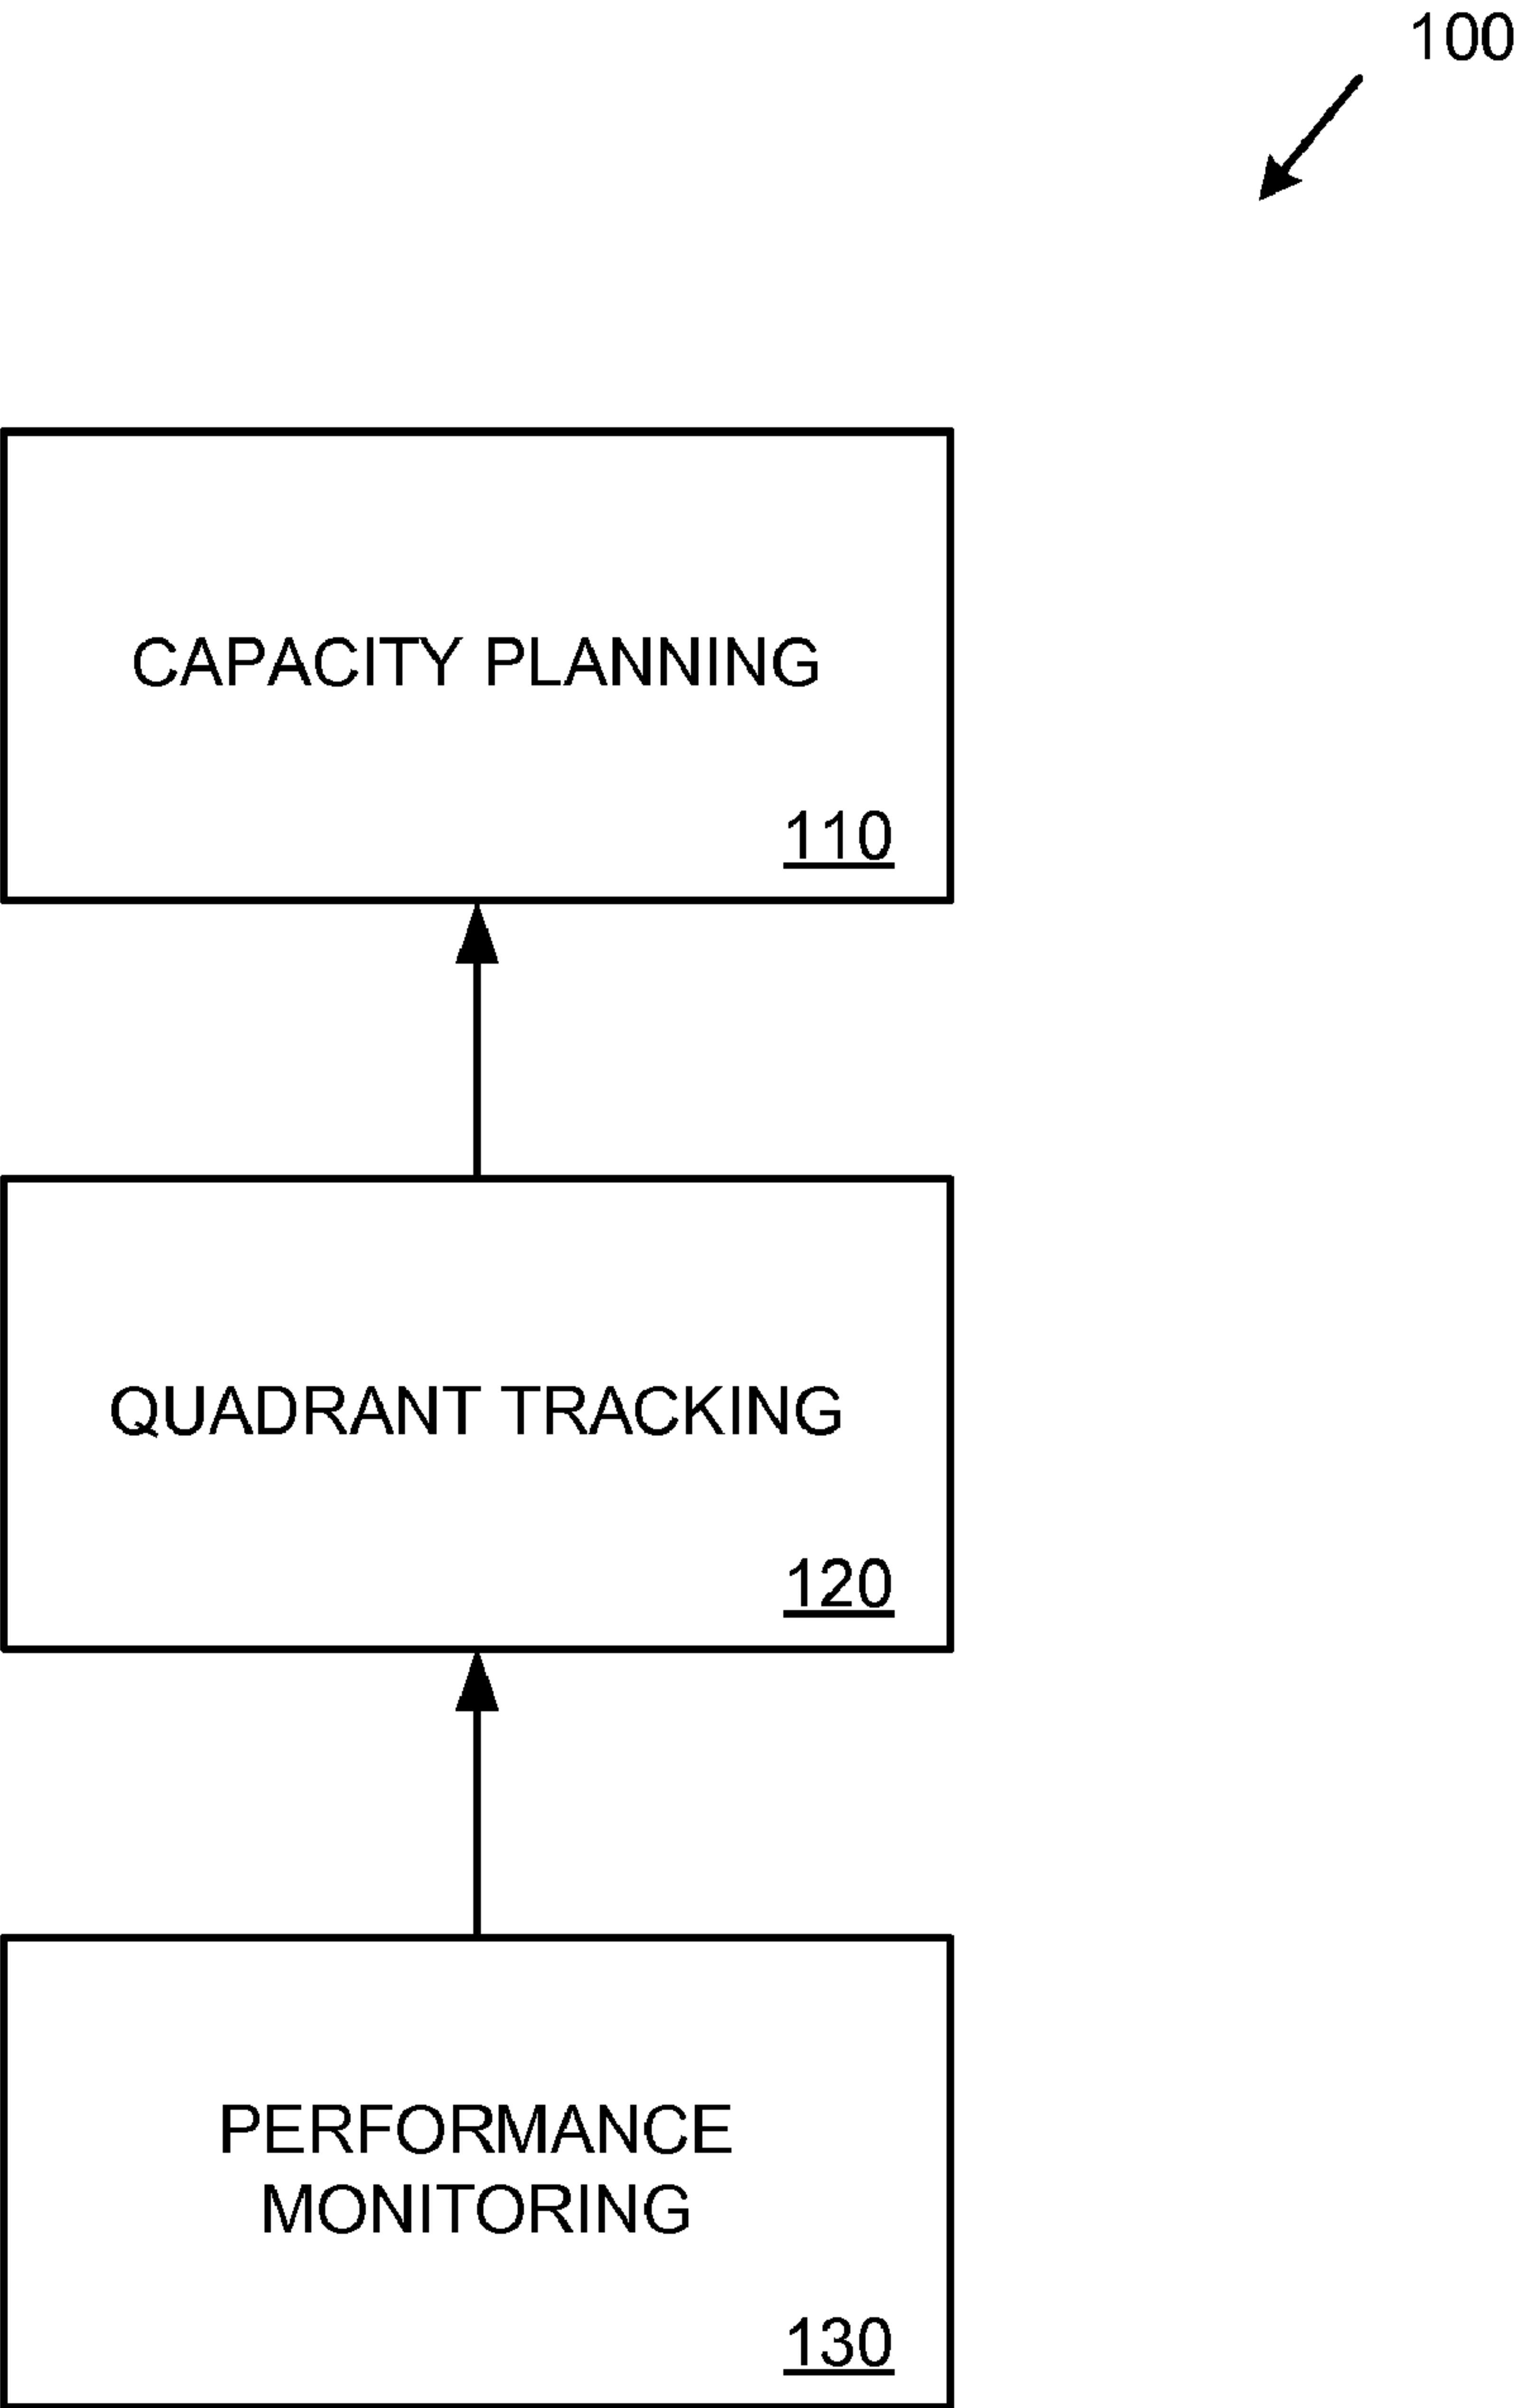 100
CAPACITY PLANNING
110
QUADRANT TRACKING
120
PERFORMANCE
MONITORING
130